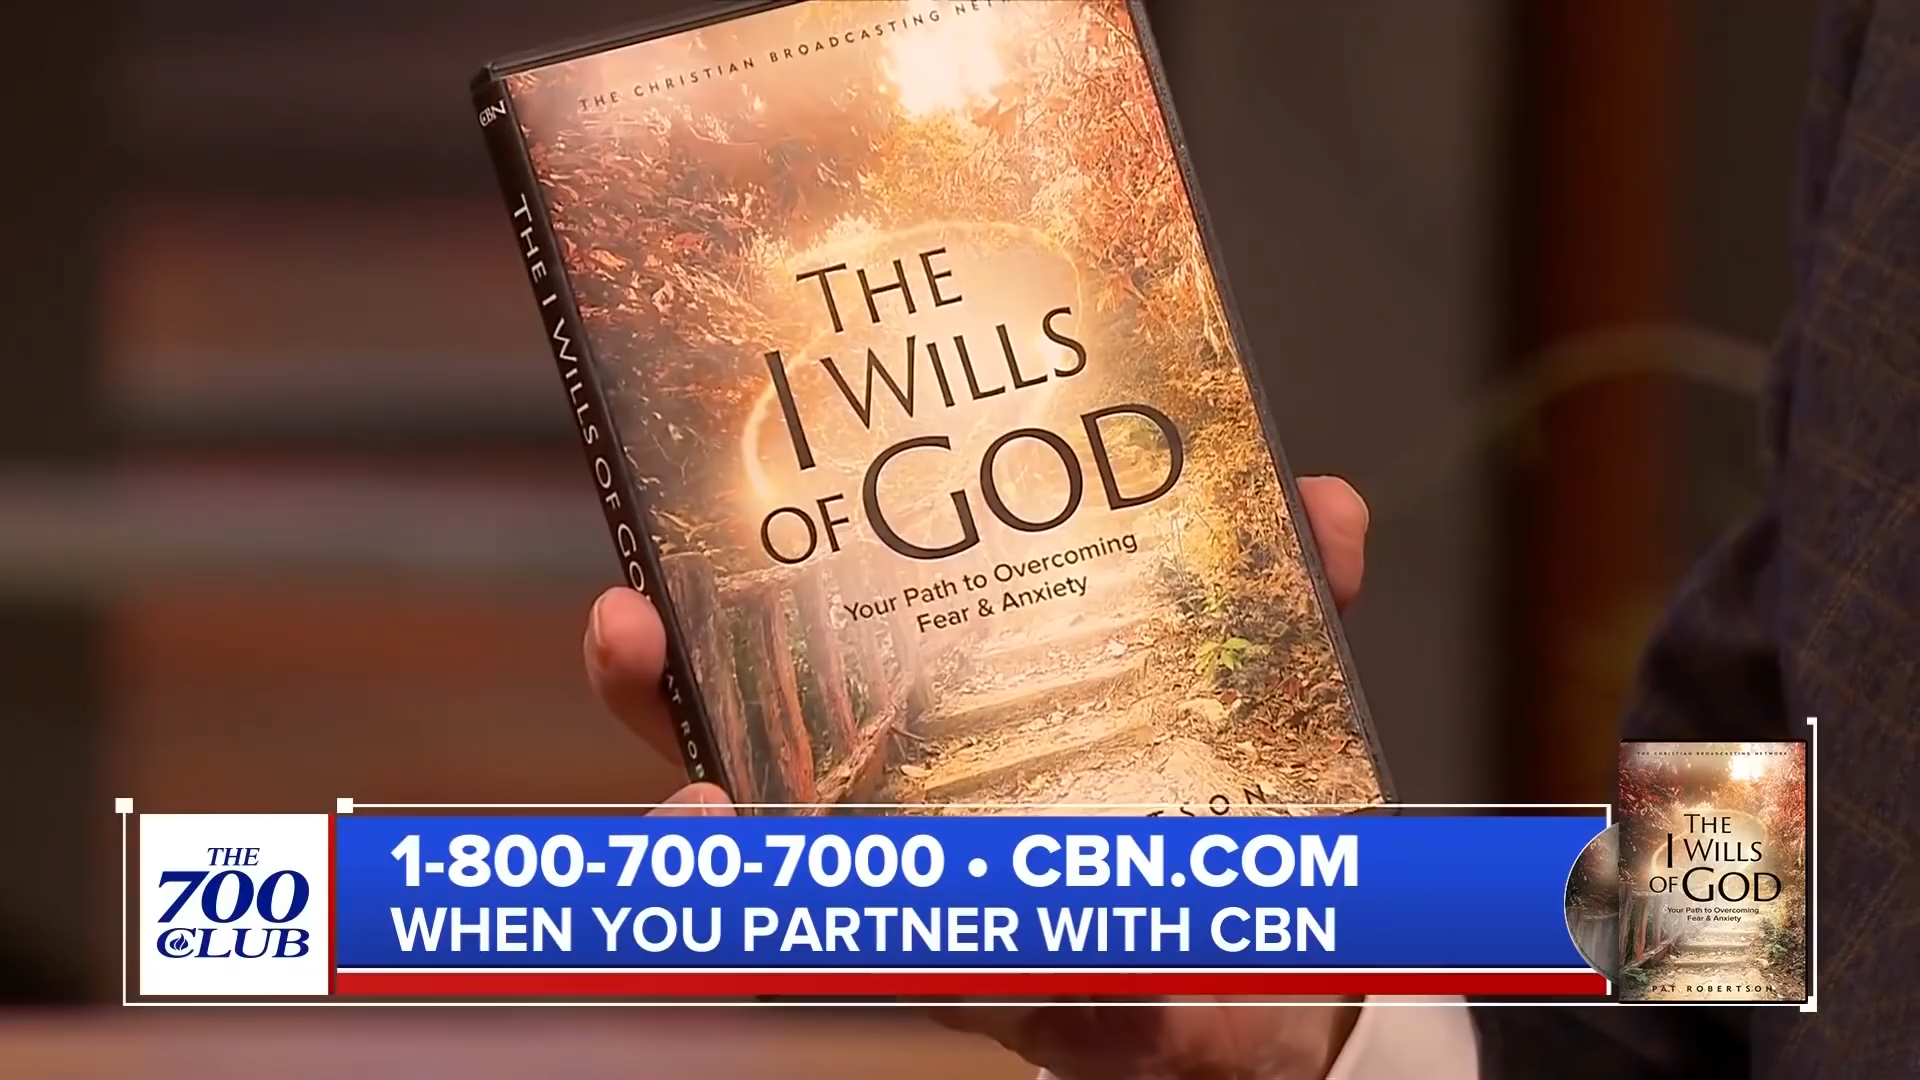 THE CHRISTIAN BROADCASTING
CBN
THE I WILLS OF GO
THE
I WILLS
OF GOD
Your Path to Overcoming
Fear & Anxiety
THE
700
CLUB
1-800-700-7000 • CBN.COM
WHEN YOU PARTNER WITH CBN
THE CHRISTIAN BROADCASTING NETWORK
THE
I WILLS
OF GOD
Your Path to Overcoming
Fear & Anxiety
PAT ROBERTSON